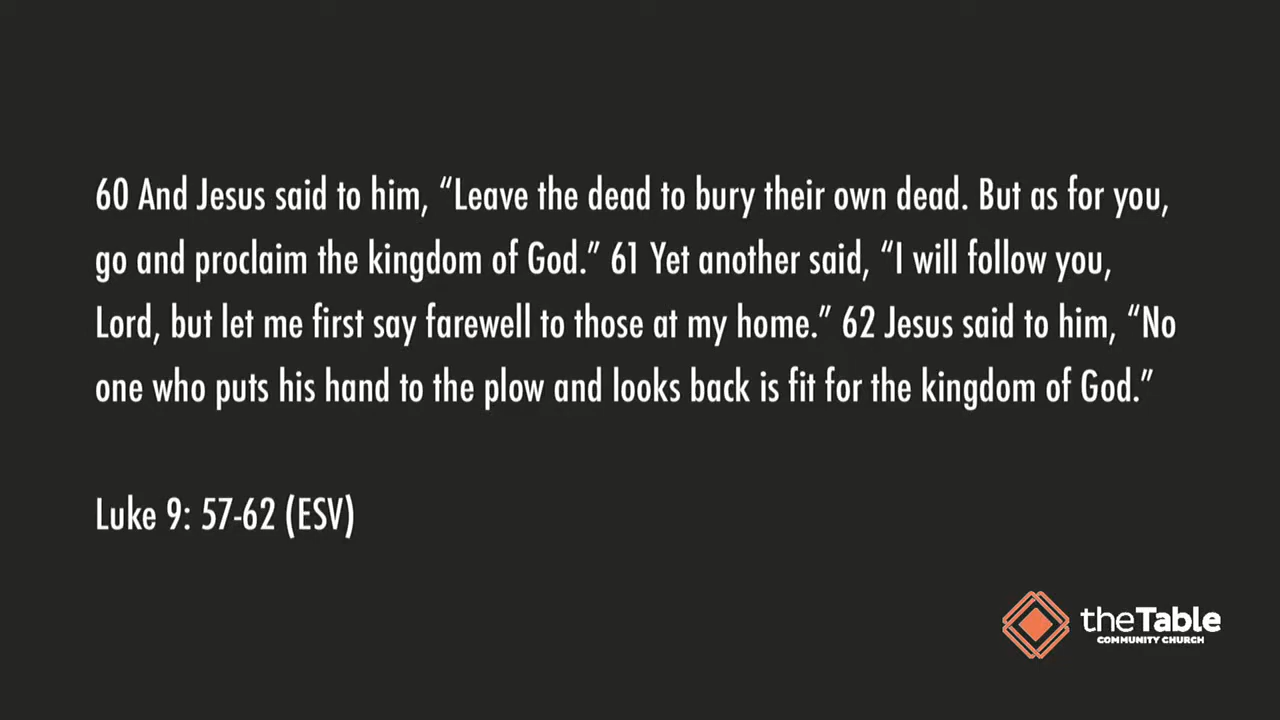 60 And Jesus said to him, “Leave the dead to bury their own dead. But as for you,
go and proclaim the kingdom of God.” 61 Yet another said, “I will follow you,
Lord, but let me first say farewell to those at my home.” 62 Jesus said to him, “No
one who puts his hand to the plow and looks back is fit for the kingdom of God.”
Luke 9: 57-62 (ESV)
theTable
COMMUNITY CHURCH